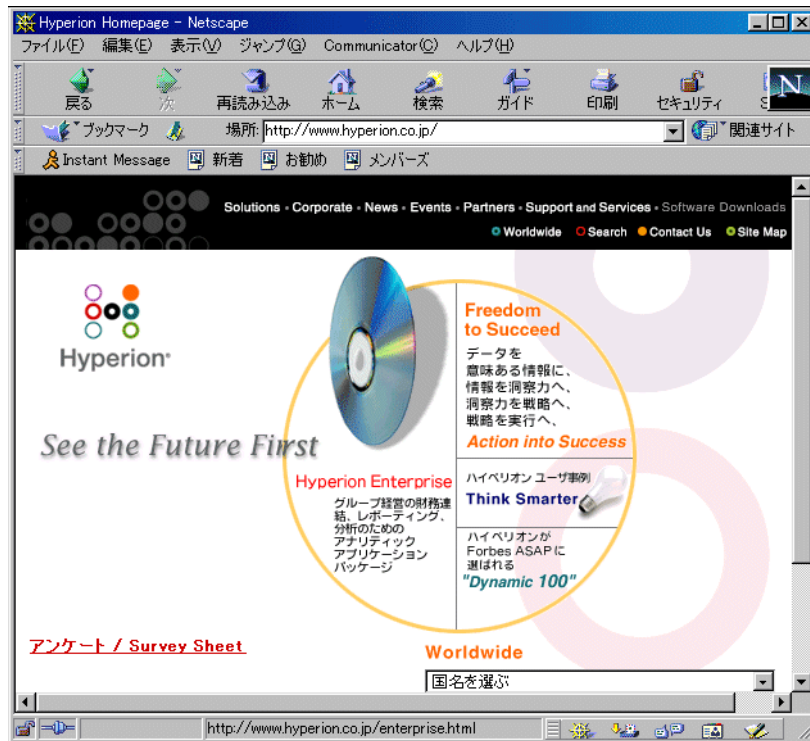 Hyperion Homepage - Netscape
ファイル(F) 編集(E) 表示(V) ジャンプ(G) Communicator(C) ヘルプ(H)
戻る 次 再読み込み ホーム 検索 ガイド 印刷 セキュリティ S
N
ブックマーク 場所: http://www.hyperion.co.jp/ 関連サイト
Instant Message 新着 お勧め メンバーズ
Solutions • Corporate • News • Events • Partners • Support and Services • Software Downloads
Worldwide Search Contact Us Site Map
Hyperion
See the Future First
Hyperion Enterprise
グループ経営の財務連
結、レポーティング、
分析のための
アナリティック
アプリケーション
パッケージ
Freedom
to Succeed
データを
意味ある情報に、
情報を洞察力へ、
洞察力を戦略へ、
戦略を実行へ、
Action into Success
ハイペリオン ユーザ事例
Think Smarter
ハイペリオンが
Forbes ASAPに
選ばれる
"Dynamic 100"
アンケート / Survey Sheet
Worldwide
国名を選ぶ
http://www.hyperion.co.jp/enterprise.html